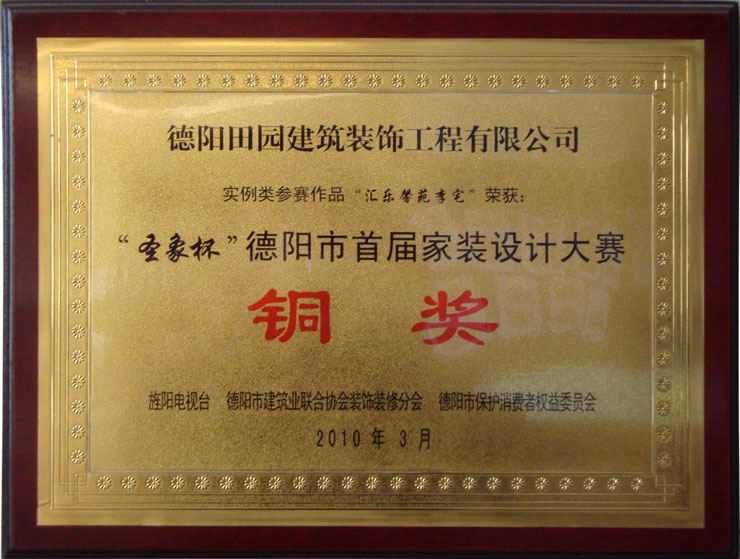 德阳田园建筑装饰工程有限公司
实例类参赛作品“汇乐馨苑李宅”荣获：
“圣象杯”德阳市首届家装设计大赛
铜 奖
旌阳电视台 德阳市建筑业联合协会装饰装修分会 德阳市保护消费者权益委员会
2010 年 3 月